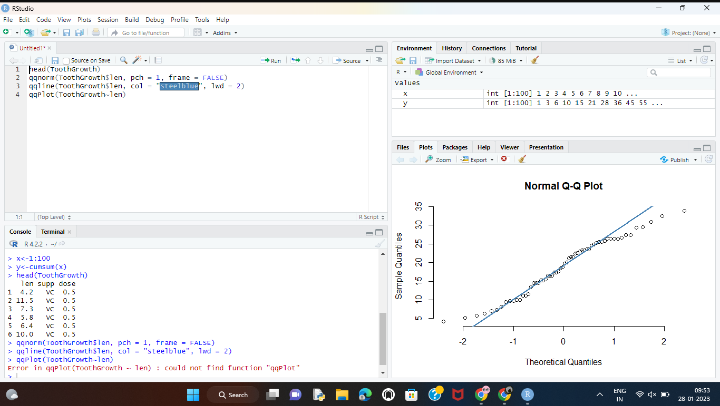 RStudio
File Edit Code View Plots Session Build Debug Profile Tools Help
Go to file/function Addins Project: (None)
Untitled1*
Source on Save Run Source
1 head(ToothGrowth)
2 qqnorm(ToothGrowth$len, pch = 1, frame = FALSE)
3 qqline(ToothGrowth$len, col = "steelblue", lwd = 2)
4 qqPlot(ToothGrowth~len)
1:1 (Top Level) R Script
Console Terminal
R 4.2.2 · ~/
> x<-1:100
> y<-cumsum(x)
> head(ToothGrowth)
len supp dose
1 4.2 VC 0.5
2 11.5 VC 0.5
3 7.3 VC 0.5
4 5.8 VC 0.5
5 6.4 VC 0.5
6 10.0 VC 0.5
> qqnorm(ToothGrowth$len, pch = 1, frame = FALSE)
> qqline(ToothGrowth$len, col = "steelblue", lwd = 2)
> qqPlot(ToothGrowth~len)
Error in qqPlot(ToothGrowth ~ len) : could not find function "qqPlot"
>
Environment History Connections Tutorial
Import Dataset 85 MiB List
R Global Environment
values
x int [1:100] 1 2 3 4 5 6 7 8 9 10 ...
y int [1:100] 1 3 6 10 15 21 28 36 45 55 ...
Files Plots Packages Help Viewer Presentation
Zoom Export Publish
Normal Q-Q Plot
Sample Quantiles
35
30
25
20
15
10
5
-2 -1 0 1 2
Theoretical Quantiles
Search
ENG
IN
09:53
28-01-2023